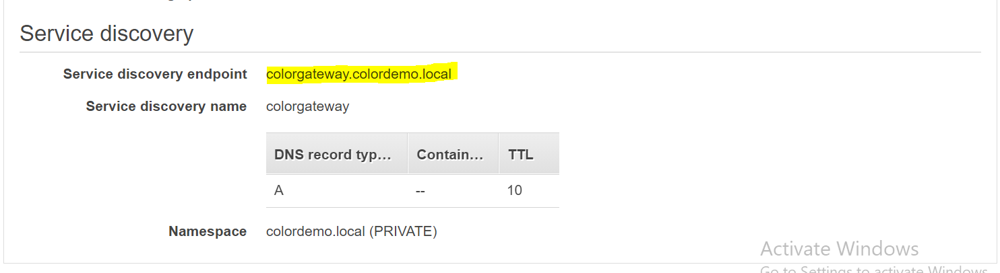 Service discovery
Service discovery endpoint colorgateway.colordemo.local
Service discovery name colorgateway
DNS record typ... Contain... TTL
A -- 10
Namespace colordemo.local (PRIVATE)
Activate Windows
Go to Settings to activate Windows